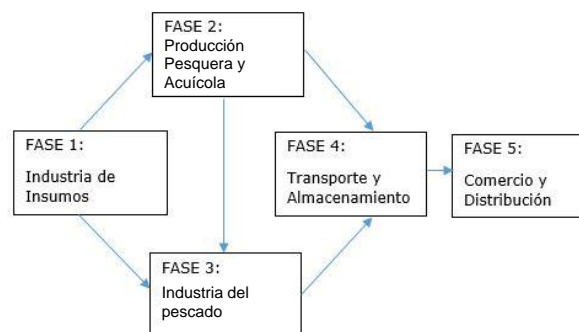 FASE 1:
Industria de
Insumos
FASE 2:
Producción
Pesquera y
Acuícola
FASE 3:
Industria del
pescado
FASE 4:
Transporte y
Almacenamiento
FASE 5:
Comercio y
Distribución